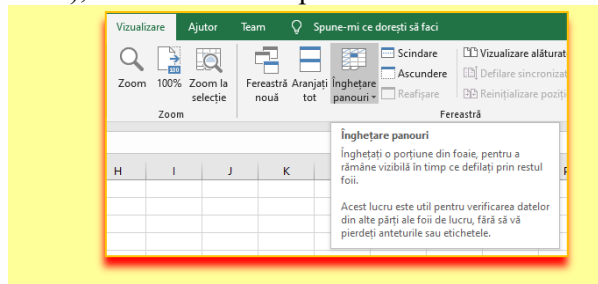 Vizualizare Ajutor Team Spune-mi ce dorești să faci
Zoom 100% Zoom la selecție
Fereastră nouă Aranjați tot Înghețare panouri
Scindare
Ascundere
Reafișare
Vizualizare alăturat
Defilare sincronizat
Reinițializare poziți
Zoom Fereastră
Înghețare panouri
Înghețați o porțiune din foaie, pentru a
rămâne vizibilă în timp ce defilați prin restul
foii.
Acest lucru este util pentru verificarea datelor
din alte părți ale foii de lucru, fără să vă
pierdeți anteturile sau etichetele.
H I J K